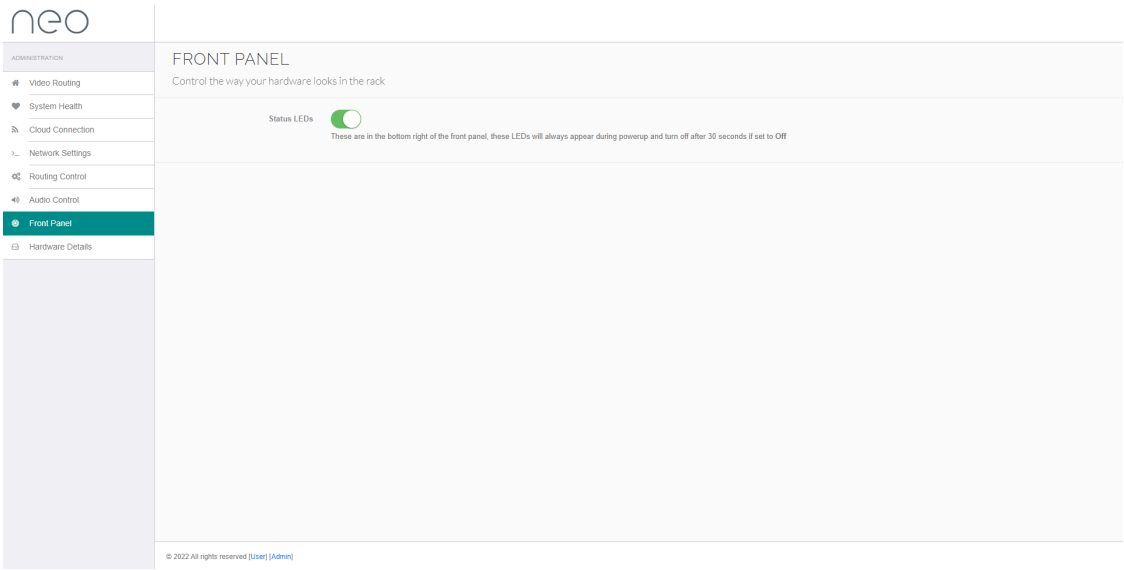 neo
ADMINISTRATION
Video Routing
System Health
Cloud Connection
Network Settings
Routing Control
Audio Control
Front Panel
Hardware Details
FRONT PANEL
Control the way your hardware looks in the rack
Status LEDs
These are in the bottom right of the front panel, these LEDs will always appear during powerup and turn off after 30 seconds if set to Off
© 2022 All rights reserved [User] [Admin]